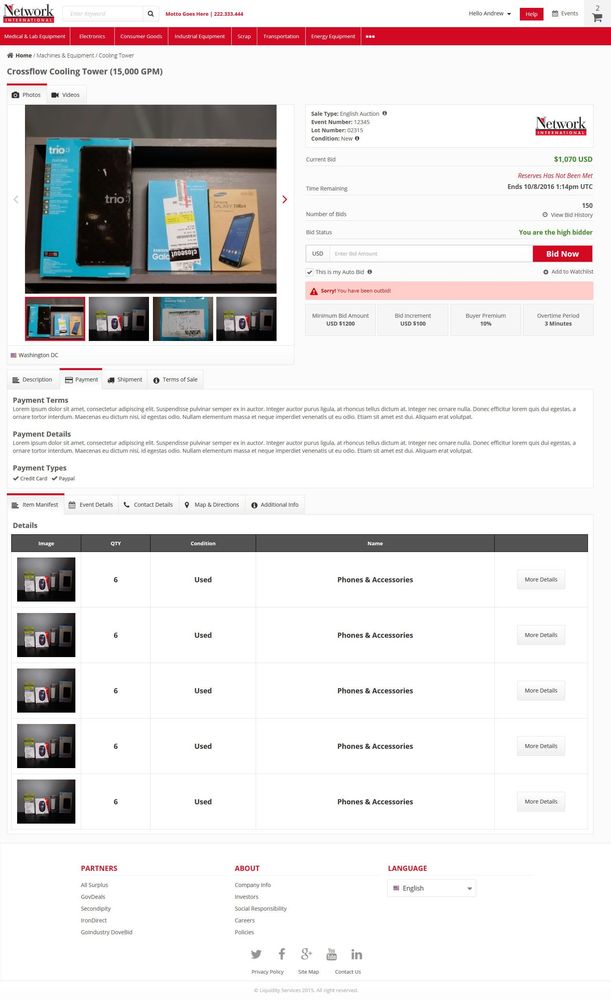 Network
INTERNATIONAL
Enter Keyword
Motto Goes Here | 222.333.444
Hello Andrew
Help
Events
2
Medical & Lab Equipment
Electronics
Consumer Goods
Industrial Equipment
Scrap
Transportation
Energy Equipment
Home / Machines & Equipment / Cooling Tower
Crossflow Cooling Tower (15,000 GPM)
Photos
Videos
trio
trio
SAMSUNG
Gala
closeout
SAMSUNG
GALAXY Tab 4
Washington DC
Sale Type: English Auction
Event Number: 12345
Lot Number: 02315
Condition: New
Network
INTERNATIONAL
Current Bid
$1,070 USD
Reserves Has Not Been Met
Time Remaining
Ends 10/8/2016 1:14pm UTC
150
Number of Bids
View Bid History
Bid Status
You are the high bidder
USD
Enter Bid Amount
Bid Now
This is my Auto Bid
Add to Watchlist
Sorry! You have been outbid!
Minimum Bid Amount
USD $1200
Bid Increment
USD $100
Buyer Premium
10%
Overtime Period
3 Minutes
Description
Payment
Shipment
Terms of Sale
Payment Terms
Lorem ipsum dolor sit amet, consectetur adipiscing elit. Suspendisse pulvinar semper ex in auctor. Integer auctor purus ligula, at rhoncus tellus dictum at. Integer nec ornare nulla. Donec efficitur lorem quis dui egestas, a
ornare tortor interdum. Maecenas eu dictum nisi, id egestas odio. Nullam elementum massa et neque imperdiet venenatis ut eu odio. Etiam sit amet est dui. Aliquam erat volutpat.
Payment Details
Lorem ipsum dolor sit amet, consectetur adipiscing elit. Suspendisse pulvinar semper ex in auctor. Integer auctor purus ligula, at rhoncus tellus dictum at. Integer nec ornare nulla. Donec efficitur lorem quis dui egestas, a
ornare tortor interdum. Maecenas eu dictum nisi, id egestas odio. Nullam elementum massa et neque imperdiet venenatis ut eu odio. Etiam sit amet est dui. Aliquam erat volutpat.
Payment Types
Credit Card
Paypal
Item Manifest
Event Details
Contact Details
Map & Directions
Additional Info
Details
Image
QTY
Condition
Name
6
Used
Phones & Accessories
More Details
6
Used
Phones & Accessories
More Details
6
Used
Phones & Accessories
More Details
6
Used
Phones & Accessories
More Details
6
Used
Phones & Accessories
More Details
PARTNERS
All Surplus
GovDeals
Secondipity
IronDirect
GoIndustry DoveBid
ABOUT
Company Info
Investors
Social Responsibility
Careers
Policies
LANGUAGE
English
Privacy Policy
Site Map
Contact Us
© Liquidity Services 2015. All right reserved.